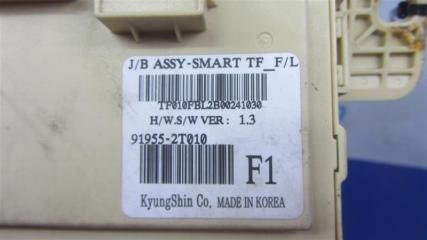 J/B ASSY-SMART TF_F/L
TF010FBL2B00241030
H/W.S/W VER: 1.3
91955-2T010
F1
KyungShin Co. MADE IN KOREA